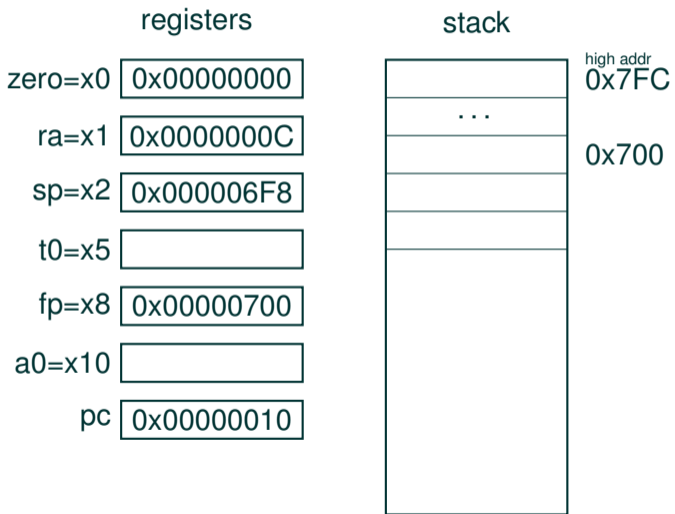 registers
zero=x0 0x00000000
ra=x1 0x0000000C
sp=x2 0x000006F8
t0=x5
fp=x8 0x00000700
a0=x10
pc 0x00000010
stack
high addr
0x7FC
...
0x700